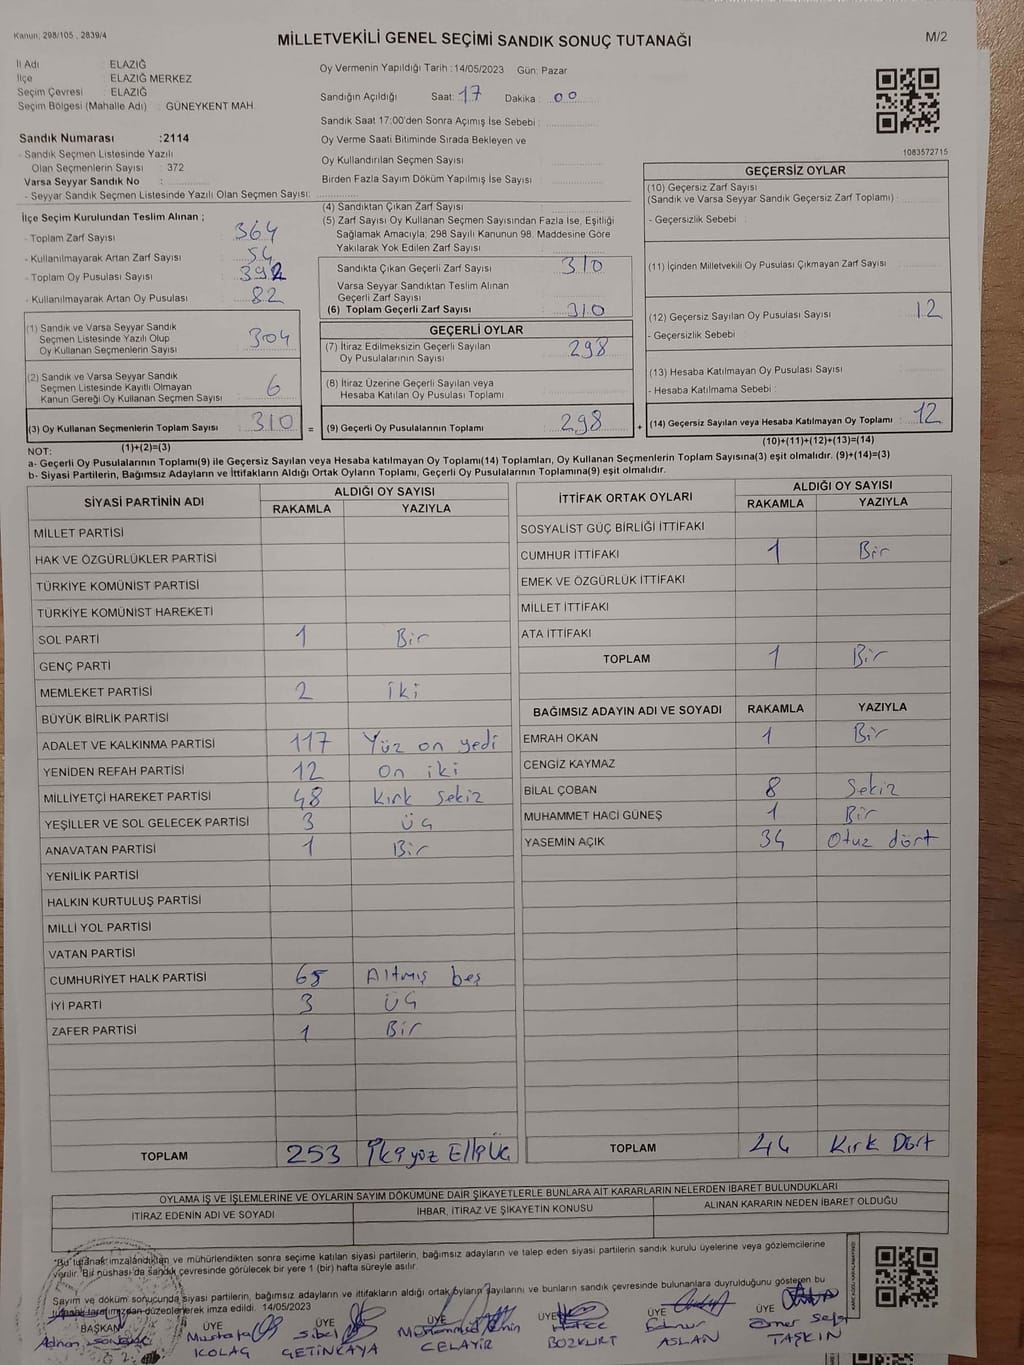 Kanun; 298/105 , 2839/4
MİLLETVEKİLİ GENEL SEÇİMİ SANDIK SONUÇ TUTANAĞI
M/2
İl Adı : ELAZIĞ
İlçe : ELAZIĞ MERKEZ
Seçim Çevresi : ELAZIĞ
Seçim Bölgesi (Mahalle Adı) : GÜNEYKENT MAH.
Sandık Numarası :2114
- Sandık Seçmen Listesinde Yazılı
Olan Seçmenlerin Sayısı : 372
Varsa Seyyar Sandık No :
- Seyyar Sandık Seçmen Listesinde Yazılı Olan Seçmen Sayısı:
Oy Vermenin Yapıldığı Tarih :14/05/2023 Gün: Pazar
Sandığın Açıldığı Saat: 17 Dakika : 00
Sandık Saat 17:00'den Sonra Açımış İse Sebebi :
Oy Verme Saati Bitiminde Sırada Bekleyen ve
Oy Kullandırılan Seçmen Sayısı :
Birden Fazla Sayım Döküm Yapılmış İse Sayısı :
1083572715
İlçe Seçim Kurulundan Teslim Alınan ;
- Toplam Zarf Sayısı : 364
- Kullanılmayarak Artan Zarf Sayısı : 54
- Toplam Oy Pusulası Sayısı : 392
- Kullanılmayarak Artan Oy Pusulası : 82
(1) Sandık ve Varsa Seyyar Sandık
Seçmen Listesinde Yazılı Olup
Oy Kullanan Seçmenlerin Sayısı : 304
(2) Sandık ve Varsa Seyyar Sandık
Seçmen Listesinde Kayıtlı Olmayan
Kanun Gereği Oy Kullanan Seçmen Sayısı : 6
(3) Oy Kullanan Seçmenlerin Toplam Sayısı : 310
(4) Sandıktan Çıkan Zarf Sayısı :
(5) Zarf Sayısı Oy Kullanan Seçmen Sayısından Fazla İse, Eşitliği
Sağlamak Amacıyla; 298 Sayılı Kanunun 98. Maddesine Göre
Yakılarak Yok Edilen Zarf Sayısı :
Sandıkta Çıkan Geçerli Zarf Sayısı : 310
Varsa Seyyar Sandıktan Teslim Alınan
Geçerli Zarf Sayısı :
(6) Toplam Geçerli Zarf Sayısı : 310
GEÇERLİ OYLAR
(7) İtiraz Edilmeksizin Geçerli Sayılan
Oy Pusulalarının Sayısı : 298
(8) İtiraz Üzerine Geçerli Sayılan veya
Hesaba Katılan Oy Pusulası Toplamı :
= (9) Geçerli Oy Pusulalarının Toplamı : 298
GEÇERSİZ OYLAR
(10) Geçersiz Zarf Sayısı
(Sandık ve Varsa Seyyar Sandık Geçersiz Zarf Toplamı) :
- Geçersizlik Sebebi :
(11) İçinden Milletvekili Oy Pusulası Çıkmayan Zarf Sayısı :
(12) Geçersiz Sayılan Oy Pusulası Sayısı : 12
- Geçersizlik Sebebi :
(13) Hesaba Katılmayan Oy Pusulası Sayısı :
- Hesaba Katılmama Sebebi :
+ (14) Geçersiz Sayılan veya Hesaba Katılmayan Oy Toplamı : 12
(1)+(2)=(3)
(10)+(11)+(12)+(13)=(14)
NOT:
a- Geçerli Oy Pusulalarının Toplamı(9) ile Geçersiz Sayılan veya Hesaba katılmayan Oy Toplamı(14) Toplamları, Oy Kullanan Seçmenlerin Toplam Sayısına(3) eşit olmalıdır. (9)+(14)=(3)
b- Siyasi Partilerin, Bağımsız Adayların ve İttifakların Aldığı Ortak Oyların Toplamı, Geçerli Oy Pusulalarının Toplamına(9) eşit olmalıdır.
SİYASİ PARTİNİN ADI
ALDIĞI OY SAYISI
RAKAMLA YAZIYLA
MİLLET PARTİSİ
HAK VE ÖZGÜRLÜKLER PARTİSİ
TÜRKİYE KOMÜNİST PARTİSİ
TÜRKİYE KOMÜNİST HAREKETİ
SOL PARTİ 1 Bir
GENÇ PARTİ
MEMLEKET PARTİSİ 2 iki
BÜYÜK BİRLİK PARTİSİ
ADALET VE KALKINMA PARTİSİ 117 Yüz on yedi
YENİDEN REFAH PARTİSİ 12 on iki
MİLLİYETÇİ HAREKET PARTİSİ 48 Kırk sekiz
YEŞİLLER VE SOL GELECEK PARTİSİ 3 Üç
ANAVATAN PARTİSİ 1 Bir
YENİLİK PARTİSİ
HALKIN KURTULUŞ PARTİSİ
MİLLİ YOL PARTİSİ
VATAN PARTİSİ
CUMHURİYET HALK PARTİSİ 65 Altmış beş
İYİ PARTİ 3 Üç
ZAFER PARTİSİ 1 Bir
TOPLAM 253 İkiyüz Elliüç
İTTİFAK ORTAK OYLARI
ALDIĞI OY SAYISI
RAKAMLA YAZIYLA
SOSYALİST GÜÇ BİRLİĞİ İTTİFAKI
CUMHUR İTTİFAKI 1 Bir
EMEK VE ÖZGÜRLÜK İTTİFAKI
MİLLET İTTİFAKI
ATA İTTİFAKI
TOPLAM 1 Bir
BAĞIMSIZ ADAYIN ADI VE SOYADI RAKAMLA YAZIYLA
EMRAH OKAN 1 Bir
CENGİZ KAYMAZ
BİLAL ÇOBAN 8 Sekiz
MUHAMMET HACİ GÜNEŞ 1 Bir
YASEMİN AÇIK 34 Otuz dört
TOPLAM 44 Kırk Dört
OYLAMA İŞ VE İŞLEMLERİNE VE OYLARIN SAYIM DÖKÜMÜNE DAİR ŞİKAYETLERLE BUNLARA AİT KARARLARIN NELERDEN İBARET BULUNDUKLARI
İTİRAZ EDENİN ADI VE SOYADI
İHBAR, İTİRAZ VE ŞİKAYETİN KONUSU
ALINAN KARARIN NEDEN İBARET OLDUĞU
"Bu tutanak imzalandıktan ve mühürlendikten sonra seçime katılan siyasi partilerin, bağımsız adayların ve talep eden siyasi partilerin sandık kurulu üyelerine veya gözlemcilerine
verilir. Bir nüshası da sandık çevresinde görülecek bir yere 1 (bir) hafta süreyle asılır.
Sayım ve döküm sonucunda siyasi partilerin, bağımsız adayların ve ittifakların aldığı ortak oyların sayılarını ve bunların sandık çevresinde bulunanlara duyrulduğunu gösteren bu
tutanak tarafımızdan düzenlenerek imza edildi. 14/05/2023
BAŞKAN ÜYE ÜYE ÜYE ÜYE ÜYE ÜYE
Adnan Mustafa Sibel Muhammed Emin Ömer
KOLAĞ ÇETİNKAYA CELAYİR BOZKURT ASLAN TAŞKIN